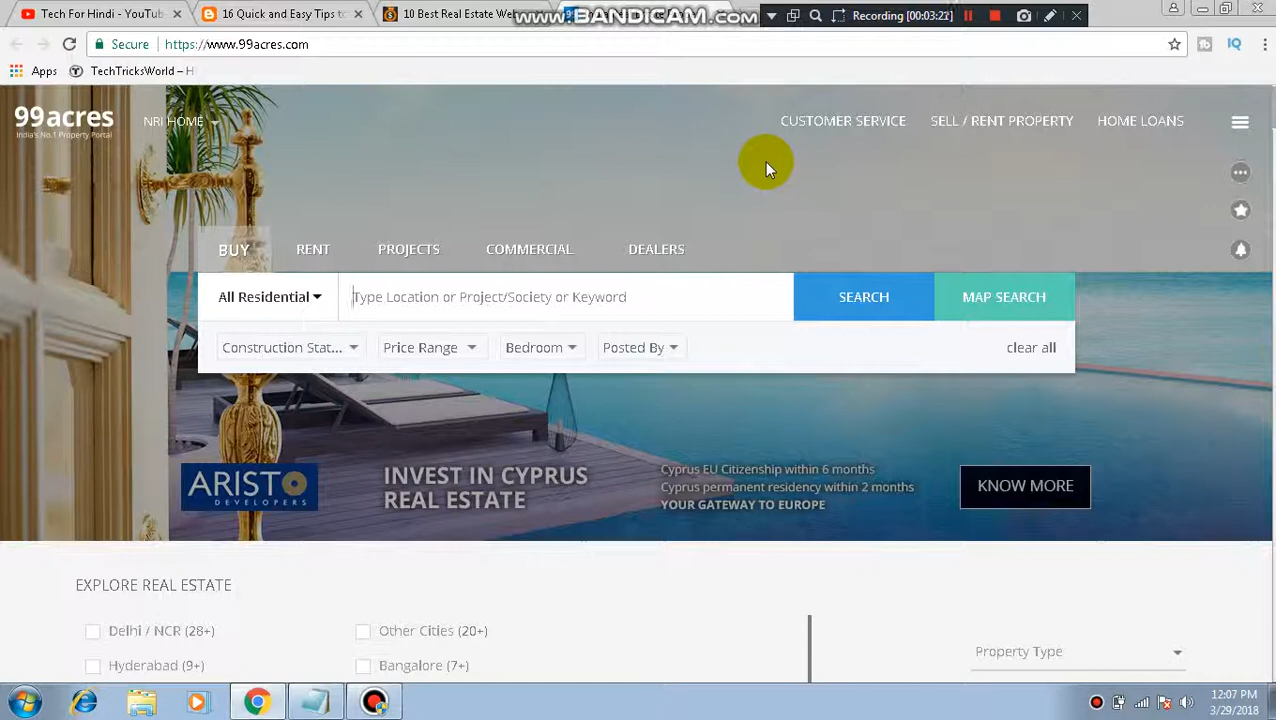 Tech For Hindi - YouTub
16 Quick and Easy Tips to
10 Best Real Estate We
www.BANDICAM.com
Recording [00:03:21]
Secure
https://www.99acres.com
IQ
Apps
TechTricksWorld – H
99acres
India's No.1 Property Portal
NRI HOME
CUSTOMER SERVICE
SELL / RENT PROPERTY
HOME LOANS
BUY
RENT
PROJECTS
COMMERCIAL
DEALERS
All Residential
Type Location or Project/Society or Keyword
SEARCH
MAP SEARCH
Construction Stat...
Price Range
Bedroom
Posted By
clear all
ARISTO
DEVELOPERS
INVEST IN CYPRUS
REAL ESTATE
Cyprus EU Citizenship within 6 months
Cyprus permanent residency within 2 months
YOUR GATEWAY TO EUROPE
KNOW MORE
EXPLORE REAL ESTATE
Delhi / NCR (28+)
Other Cities (20+)
Hyderabad (9+)
Bangalore (7+)
Property Type
12:07 PM
3/29/2018